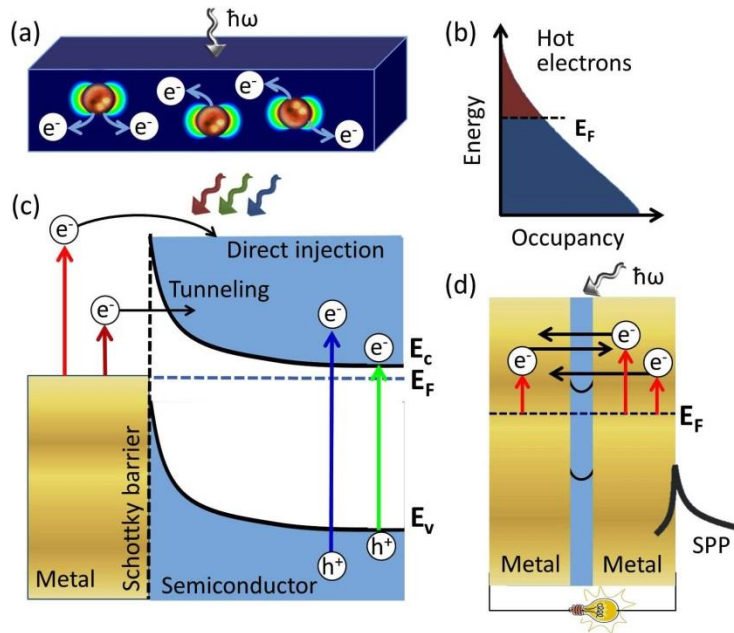 (a)
ħω
e⁻
e⁻
e⁻
e⁻
e⁻
e⁻
(b)
Hot
electrons
E_F
Energy
Occupancy
(c)
e⁻
Direct injection
Tunneling
e⁻
e⁻
e⁻
E_c
E_F
Schottky barrier
E_v
h⁺
h⁺
Metal
Semiconductor
(d)
ħω
e⁻
e⁻
e⁻
E_F
SPP
Metal
Metal